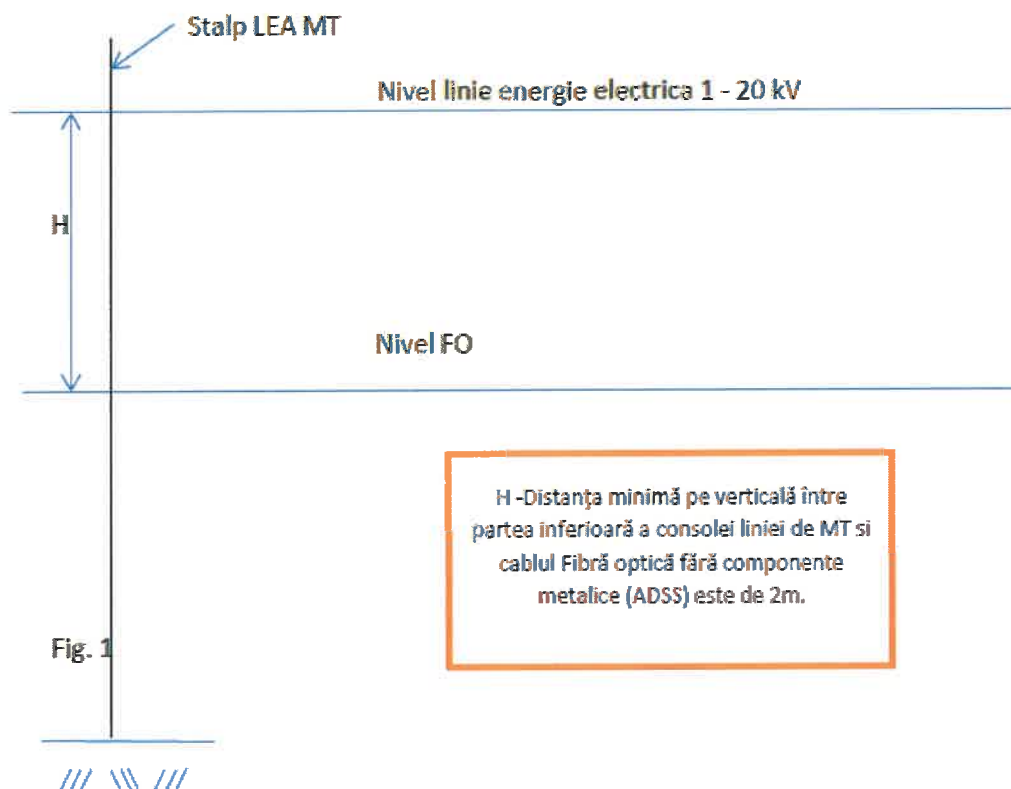 Stalp LEA MT
Nivel linie energie electrica 1 - 20 kV
H
Nivel FO
H -Distanța minimă pe verticală între
partea inferioară a consolei liniei de MT si
cablul Fibră optică fără componente
metalice (ADSS) este de 2m.
Fig. 1